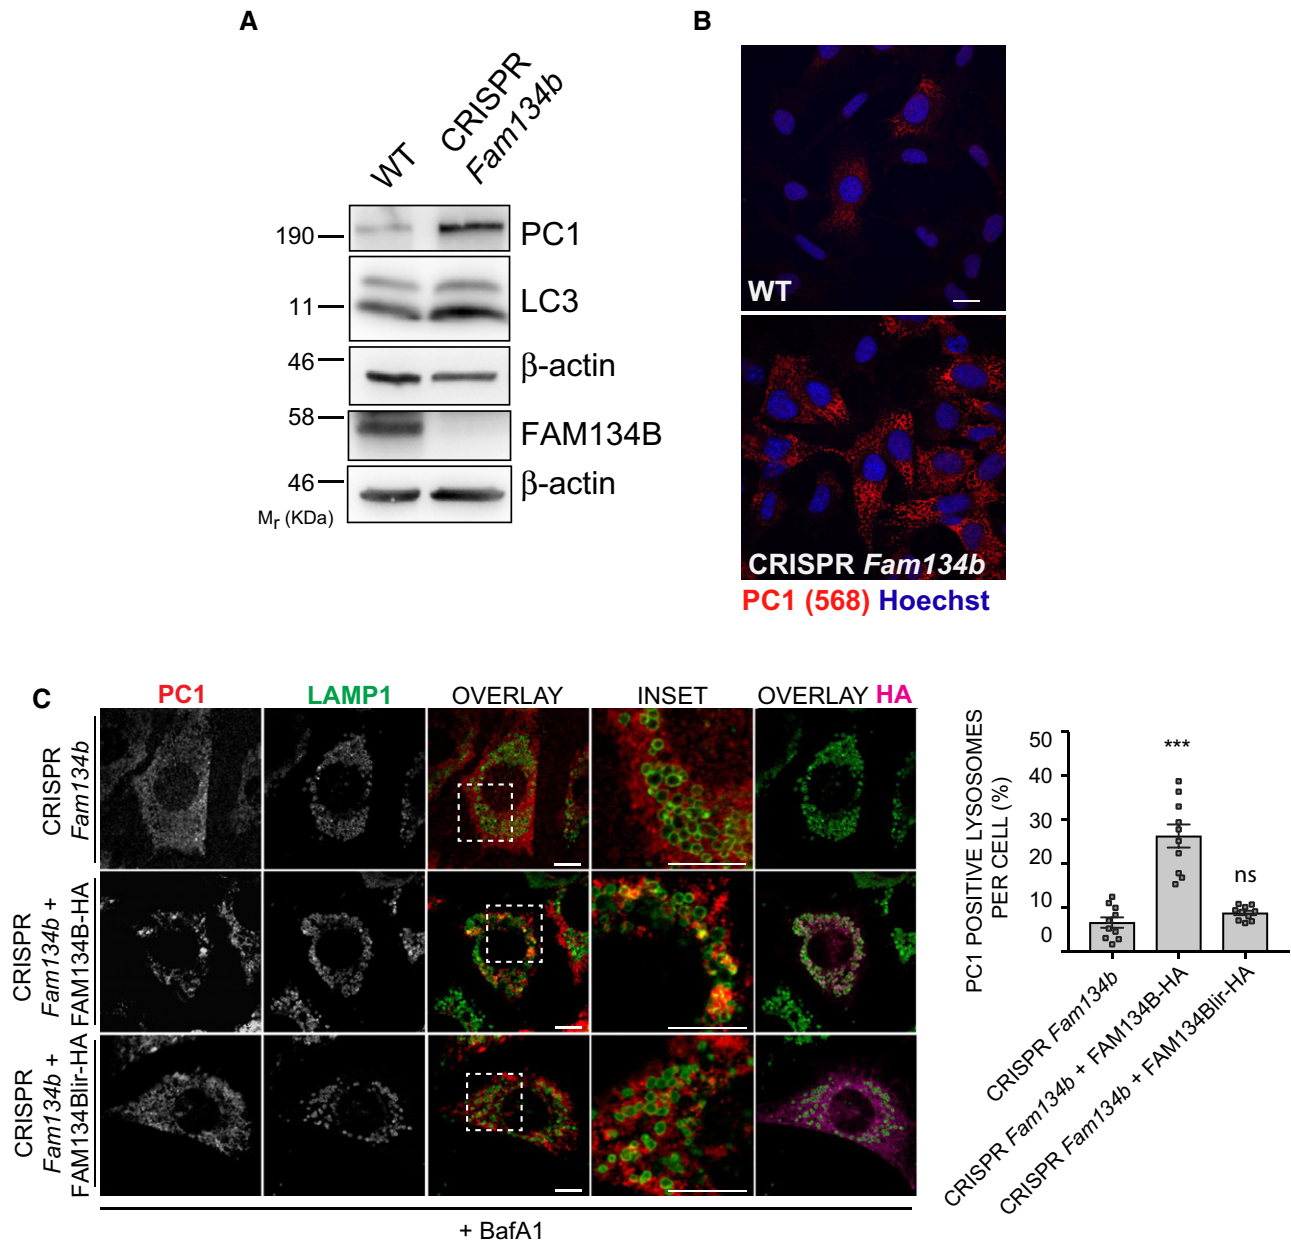 A
WT
CRISPR
Fam134b
190
PC1
11
LC3
46
β-actin
58
FAM134B
46
β-actin
Mr (KDa)
B
WT
CRISPR Fam134b
PC1 (568) Hoechst
C
PC1
LAMP1
OVERLAY
INSET
OVERLAY HA
CRISPR
Fam134b
CRISPR
Fam134b +
FAM134B-HA
CRISPR
Fam134b +
FAM134Blir-HA
+ BafA1
PC1 POSITIVE LYSOSOMES
PER CELL (%)
50
40
30
20
10
0
***
ns
CRISPR Fam134b
CRISPR Fam134b + FAM134B-HA
CRISPR Fam134b + FAM134Blir-HA